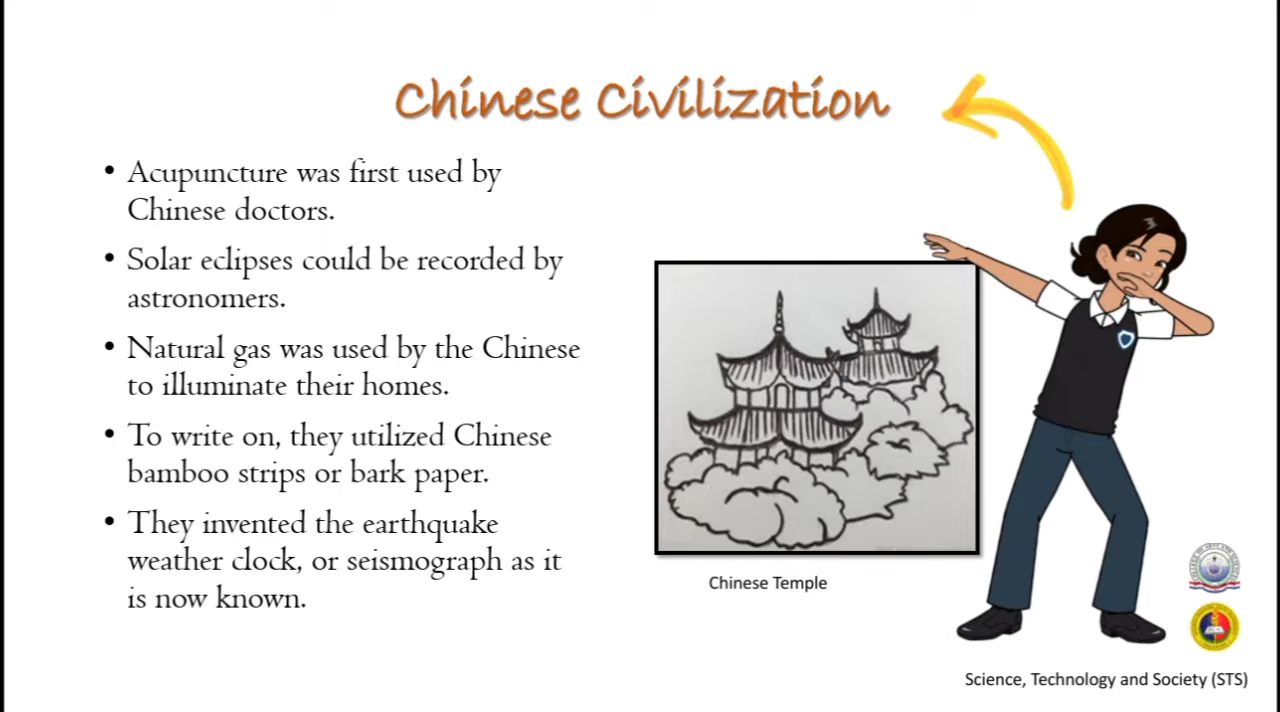 Chinese Civilization
• Acupuncture was first used by
Chinese doctors.
• Solar eclipses could be recorded by
astronomers.
• Natural gas was used by the Chinese
to illuminate their homes.
• To write on, they utilized Chinese
bamboo strips or bark paper.
• They invented the earthquake
weather clock, or seismograph as it
is now known.
Chinese Temple
Science, Technology and Society (STS)